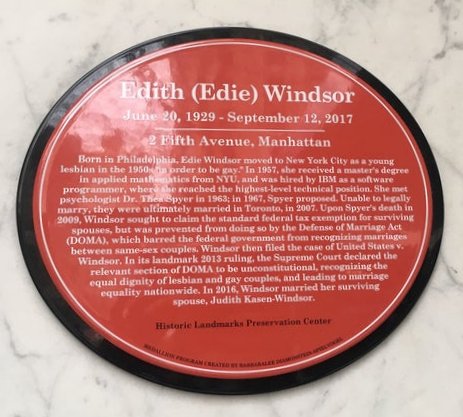 Edith (Edie) Windsor
June 20, 1929 - September 12, 2017
2 Fifth Avenue, Manhattan
Born in Philadelphia, Edie Windsor moved to New York City as a young
lesbian in the 1950s "in order to be gay." In 1957, she received a master's degree
in applied mathematics from NYU, and was hired by IBM as a software
programmer, where she reached the highest-level technical position. She met
psychologist Dr. Thea Spyer in 1963; in 1967, Spyer proposed. Unable to legally
marry, they were ultimately married in Toronto, in 2007. Upon Spyer's death in
2009, Windsor sought to claim the standard federal tax exemption for surviving
spouses, but was prevented from doing so by the Defense of Marriage Act
(DOMA), which barred the federal government from recognizing marriages
between same-sex couples. Windsor then filed the case of United States v.
Windsor. In its landmark 2013 ruling, the Supreme Court declared the
relevant section of DOMA to be unconstitutional, recognizing the
equal dignity of lesbian and gay couples, and leading to marriage
equality nationwide. In 2016, Windsor married her surviving
spouse, Judith Kasen-Windsor.
Historic Landmarks Preservation Center
MEDALLION PROGRAM CREATED BY BARBARALEE DIAMONSTEIN-SPIELVOGEL